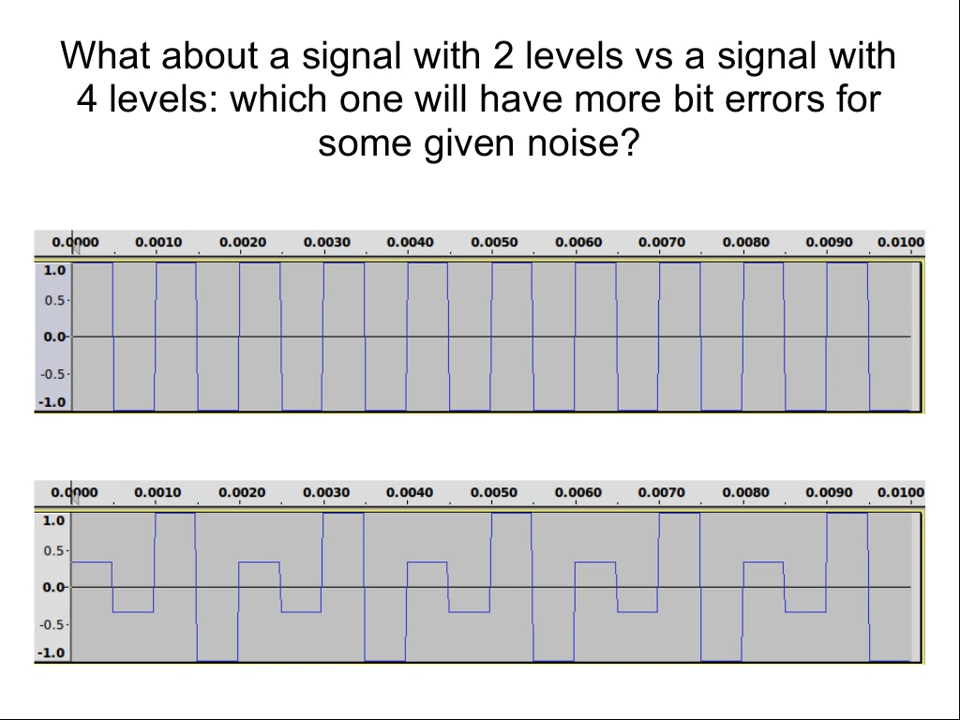 What about a signal with 2 levels vs a signal with
4 levels: which one will have more bit errors for
some given noise?
0.0000 0.0010 0.0020 0.0030 0.0040 0.0050 0.0060 0.0070 0.0080 0.0090 0.0100
1.0
0.5
0.0
-0.5
-1.0
0.0000 0.0010 0.0020 0.0030 0.0040 0.0050 0.0060 0.0070 0.0080 0.0090 0.0100
1.0
0.5
0.0
-0.5
-1.0